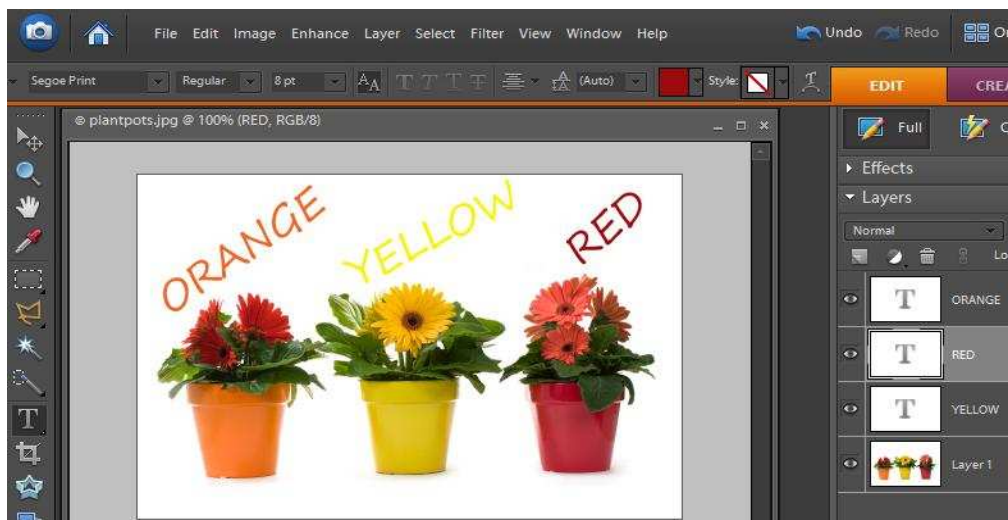 File Edit Image Enhance Layer Select Filter View Window Help Undo Redo
Segoe Print Regular 8 pt (Auto) Style: EDIT
plantpots.jpg @ 100% (RED, RGB/8)
Full
Effects
Layers
Normal
ORANGE
YELLOW
RED
ORANGE
RED
YELLOW
Layer 1